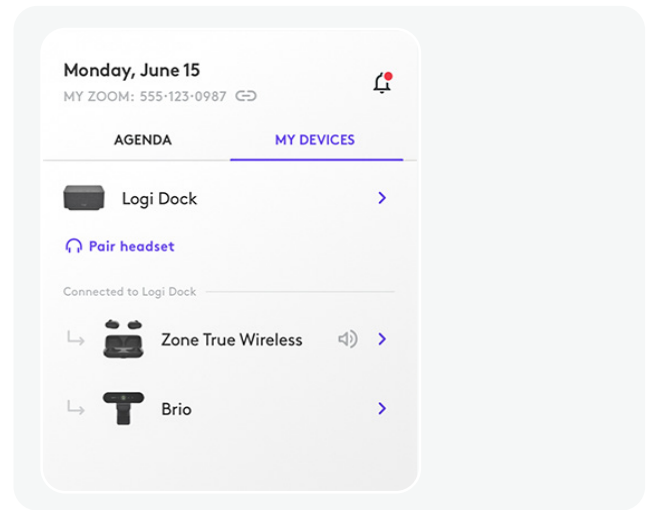 Monday, June 15
MY ZOOM: 555·123·0987
AGENDA
MY DEVICES
Logi Dock
Pair headset
Connected to Logi Dock
Zone True Wireless
Brio